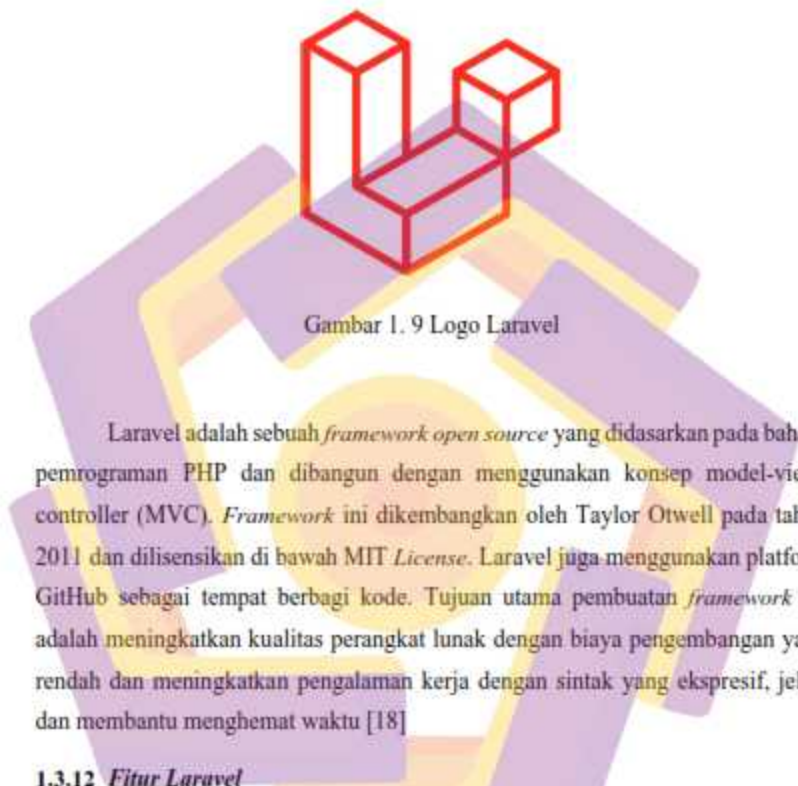 Gambar 1. 9 Logo Laravel
Laravel adalah sebuah framework open source yang didasarkan pada baha
pemrograman PHP dan dibangun dengan menggunakan konsep model-vie
controller (MVC). Framework ini dikembangkan oleh Taylor Otwell pada tah
2011 dan dilisensikan di bawah MIT License. Laravel juga menggunakan platfo
GitHub sebagai tempat berbagi kode. Tujuan utama pembuatan framework
adalah meningkatkan kualitas perangkat lunak dengan biaya pengembangan ya
rendah dan meningkatkan pengalaman kerja dengan sintak yang ekspresif, jel
dan membantu menghemat waktu [18]
1.3.12 Fitur Laravel